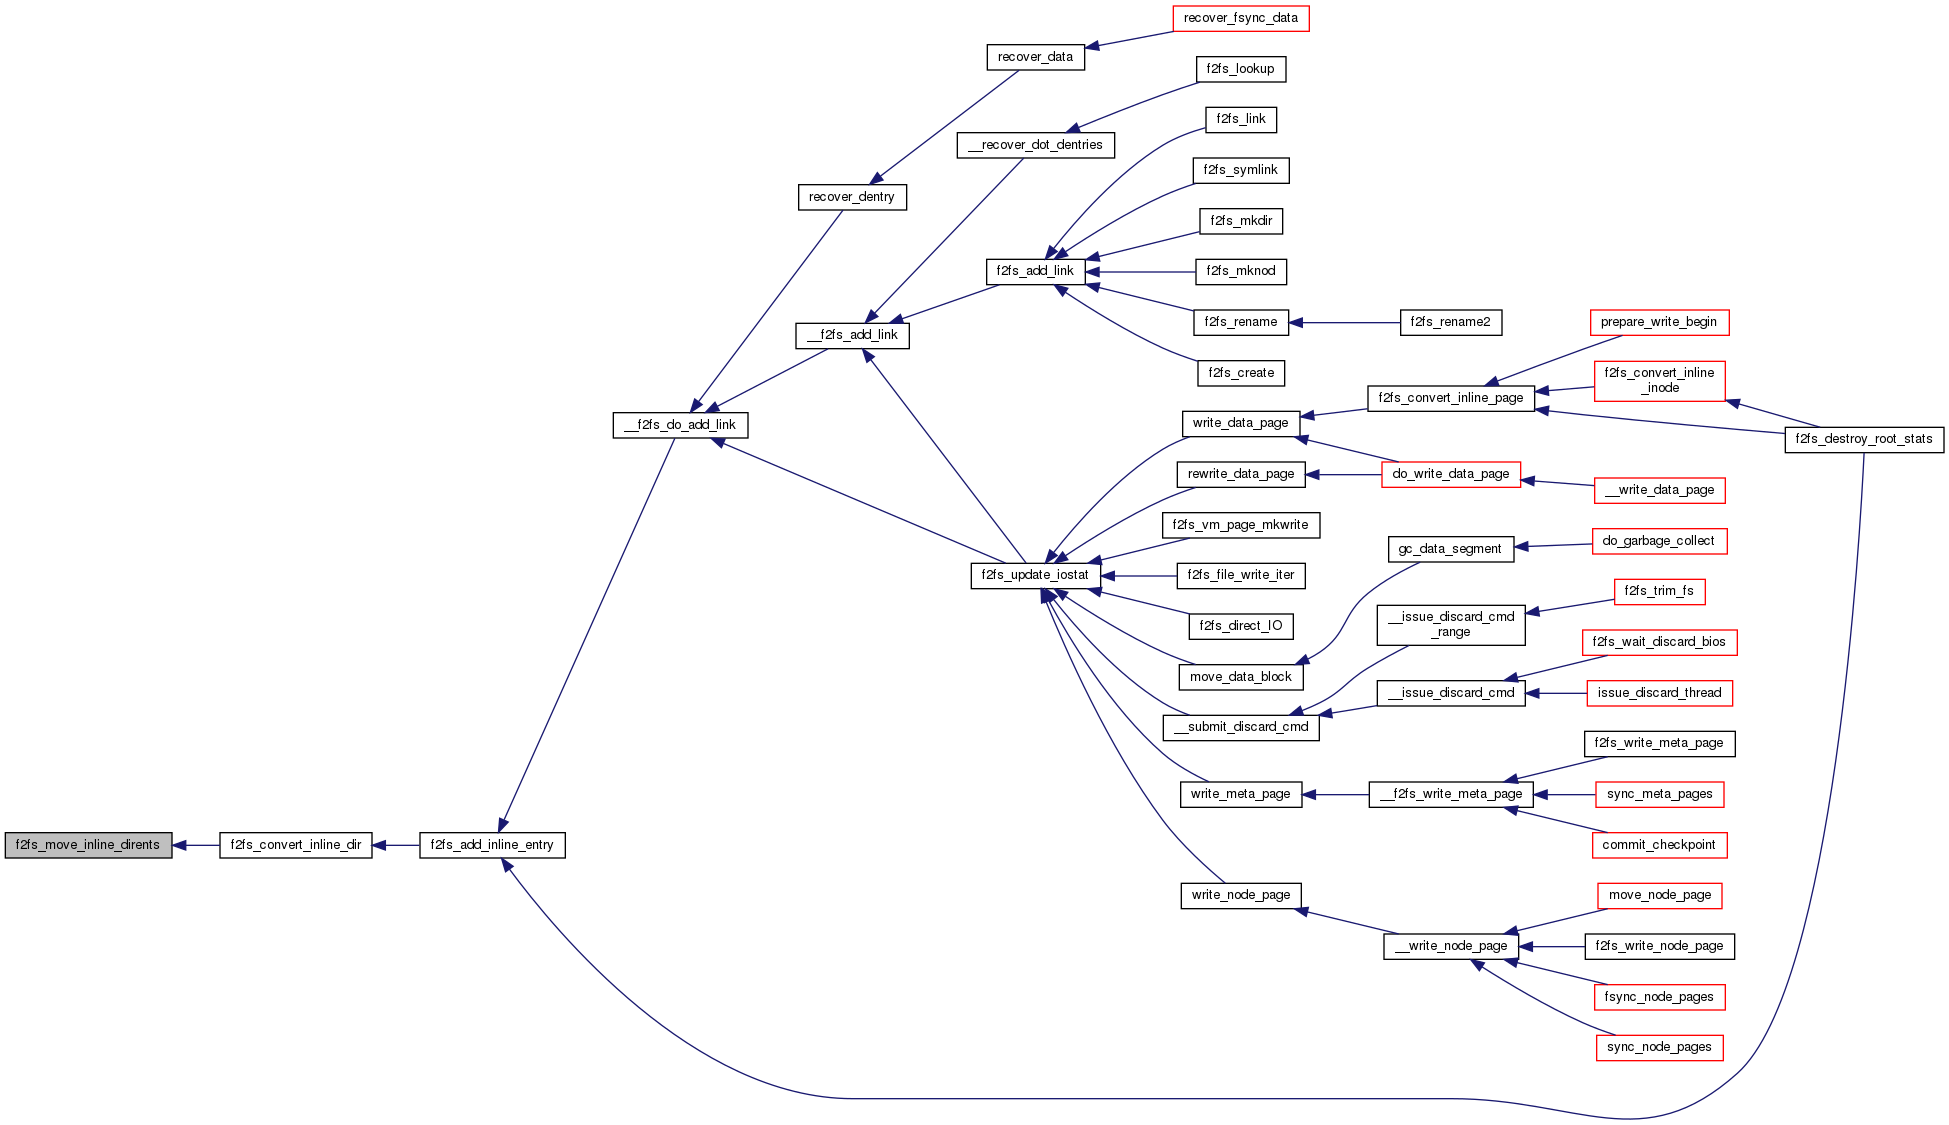 recover_fsync_data
recover_data
f2fs_lookup
f2fs_link
__recover_dot_dentries
f2fs_symlink
recover_dentry
f2fs_mkdir
f2fs_add_link
f2fs_mknod
f2fs_rename
f2fs_rename2
prepare_write_begin
__f2fs_add_link
f2fs_create
f2fs_convert_inline
_inode
f2fs_convert_inline_page
write_data_page
__f2fs_do_add_link
f2fs_destroy_root_stats
rewrite_data_page
do_write_data_page
__write_data_page
f2fs_vm_page_mkwrite
gc_data_segment
do_garbage_collect
f2fs_update_iostat
f2fs_file_write_iter
f2fs_trim_fs
__issue_discard_cmd
_range
f2fs_direct_IO
f2fs_wait_discard_bios
move_data_block
__issue_discard_cmd
issue_discard_thread
__submit_discard_cmd
f2fs_write_meta_page
write_meta_page
__f2fs_write_meta_page
sync_meta_pages
f2fs_move_inline_dirents
f2fs_convert_inline_dir
f2fs_add_inline_entry
commit_checkpoint
write_node_page
move_node_page
__write_node_page
f2fs_write_node_page
fsync_node_pages
sync_node_pages